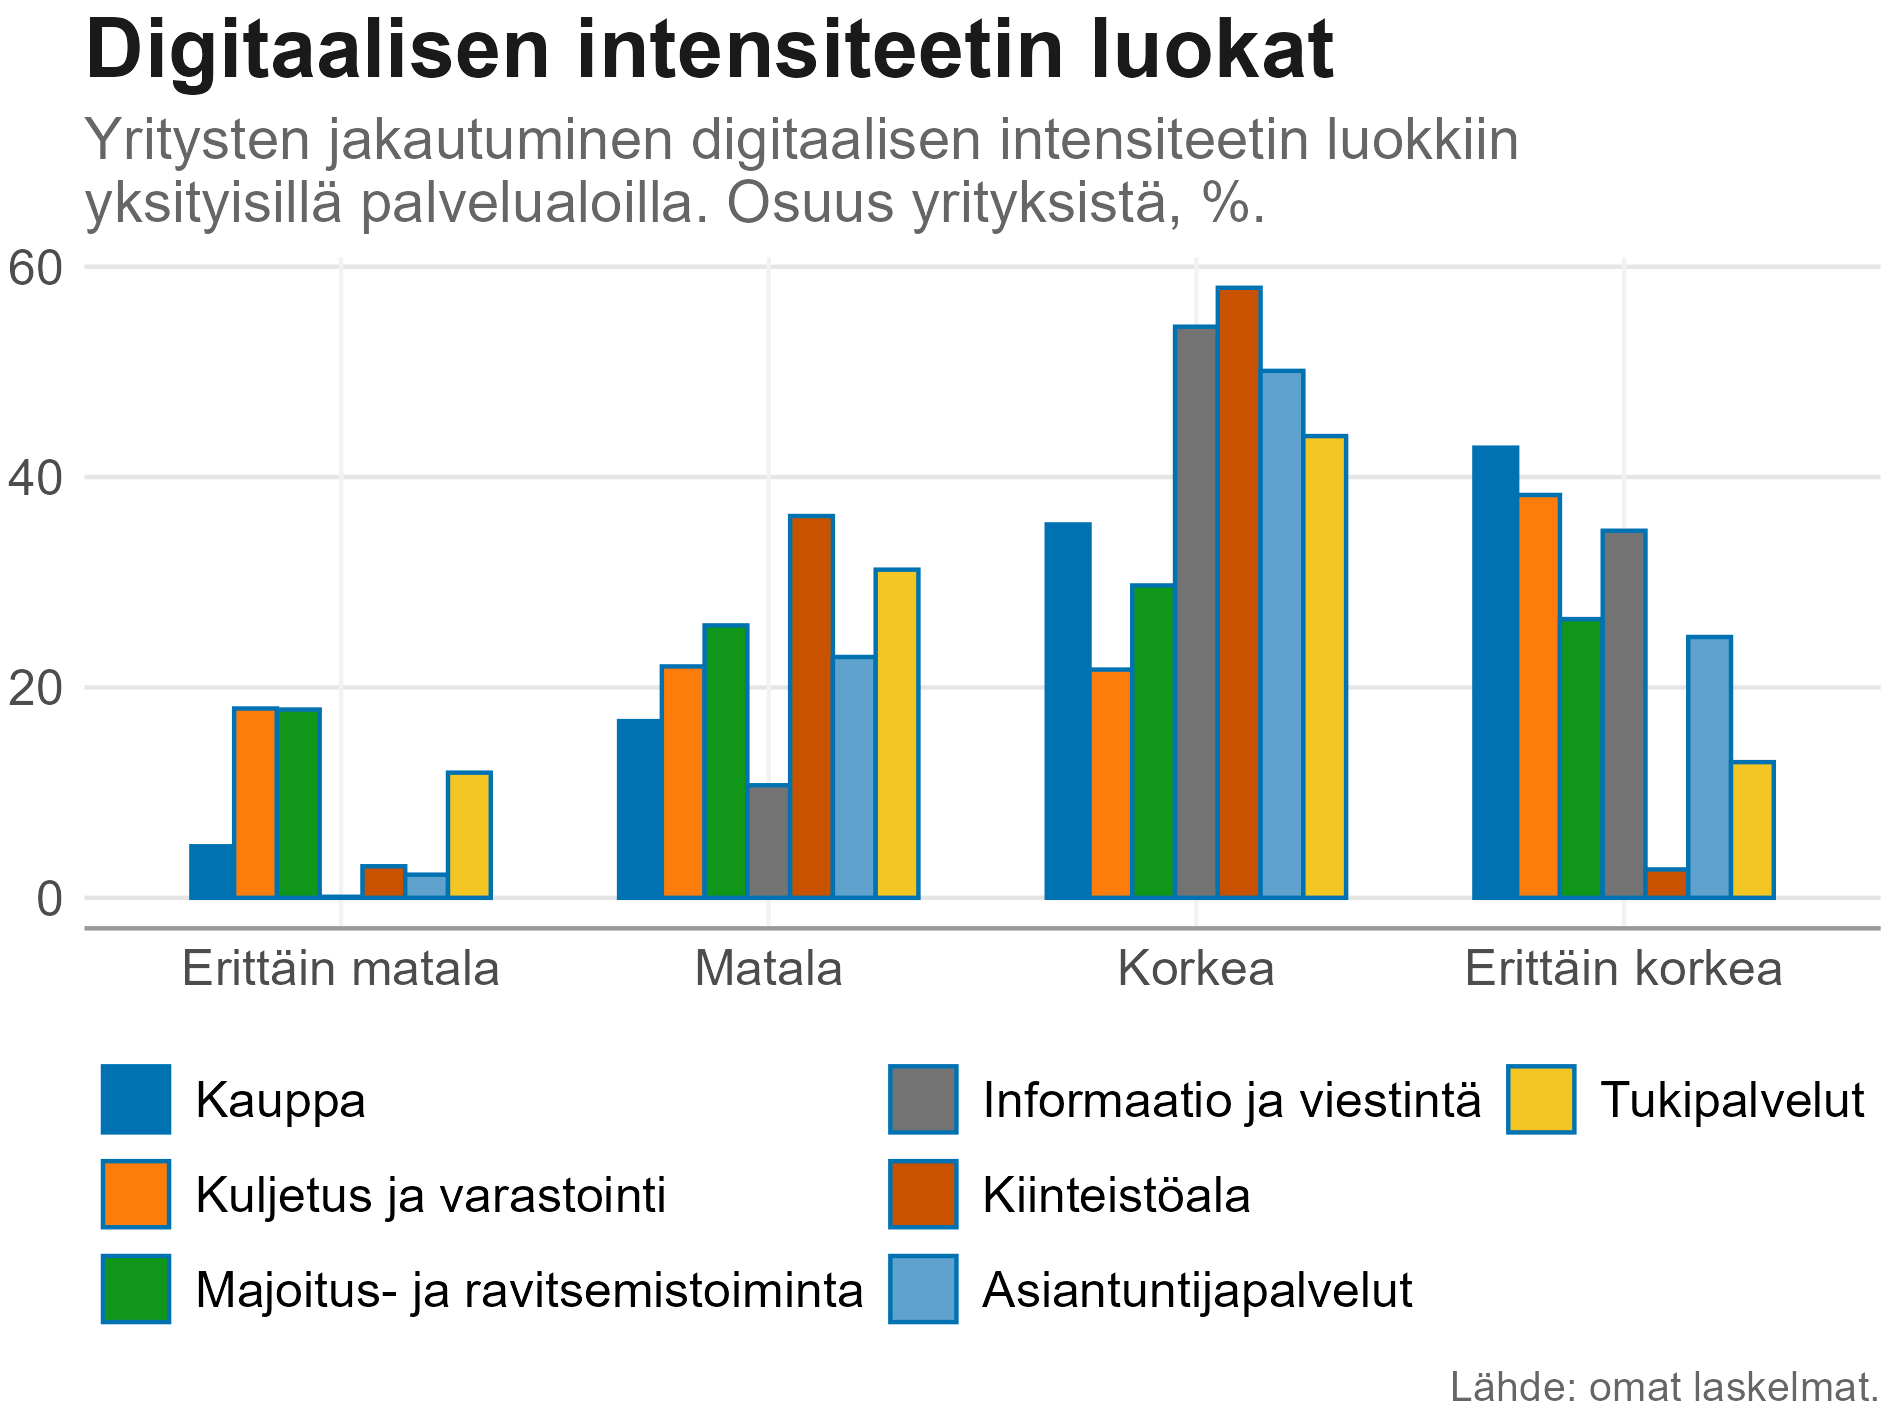 Digitaalisen intensiteetin luokat
Yritysten jakautuminen digitaalisen intensiteetin luokkiin
yksityisillä palvelualoilla. Osuus yrityksistä, %.
60
40
20
0
Erittäin matala
Matala
Korkea
Erittäin korkea
Kauppa
Kuljetus ja varastointi
Majoitus- ja ravitsemistoiminta
Informaatio ja viestintä
Kiinteistöala
Asiantuntijapalvelut
Tukipalvelut
Lähde: omat laskelmat.